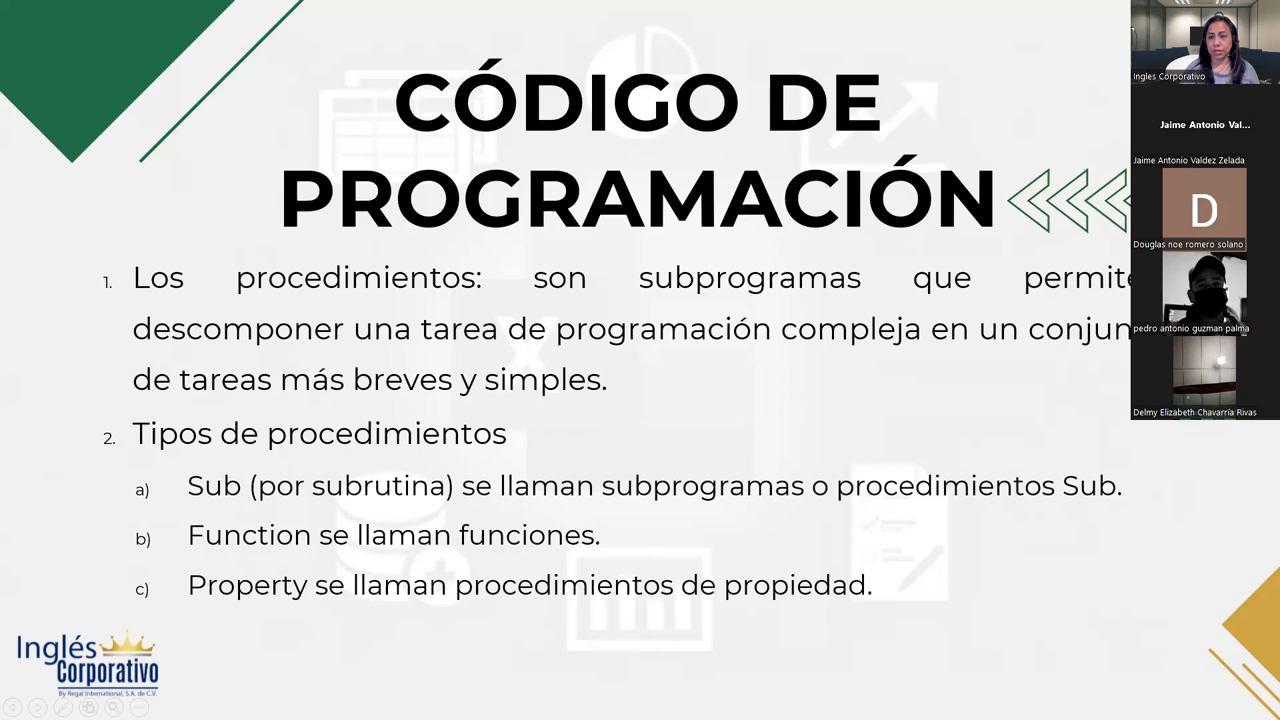 CÓDIGO DE
PROGRAMACIÓN
1. Los procedimientos: son subprogramas que permite
descomponer una tarea de programación compleja en un conjun
de tareas más breves y simples.
2. Tipos de procedimientos
a) Sub (por subrutina) se llaman subprogramas o procedimientos Sub.
b) Function se llaman funciones.
c) Property se llaman procedimientos de propiedad.
Inglés
Corporativo
By Regal International, S.A. de C.V.
Ingles Corporativo
Jaime Antonio Val...
Jaime Antonio Valdez Zelada
D
Douglas noe romero solano
pedro antonio guzman palma
Delmy Elizabeth Chavarría Rivas